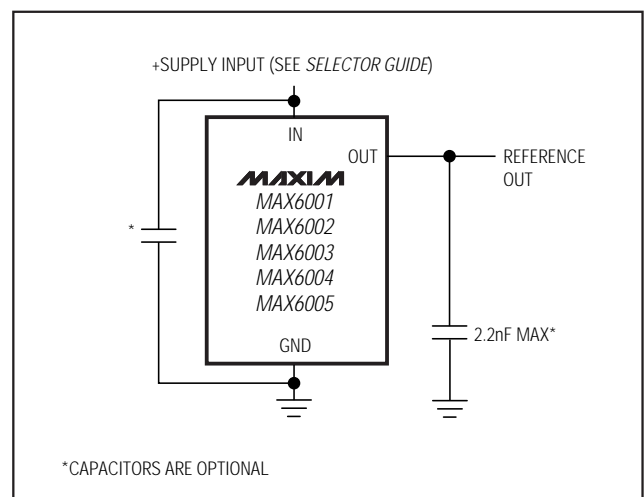 +SUPPLY INPUT (SEE SELECTOR GUIDE)
IN
OUT
REFERENCE
OUT
MAXIM
MAX6001
MAX6002
MAX6003
MAX6004
MAX6005
*
2.2nF MAX*
GND
*CAPACITORS ARE OPTIONAL